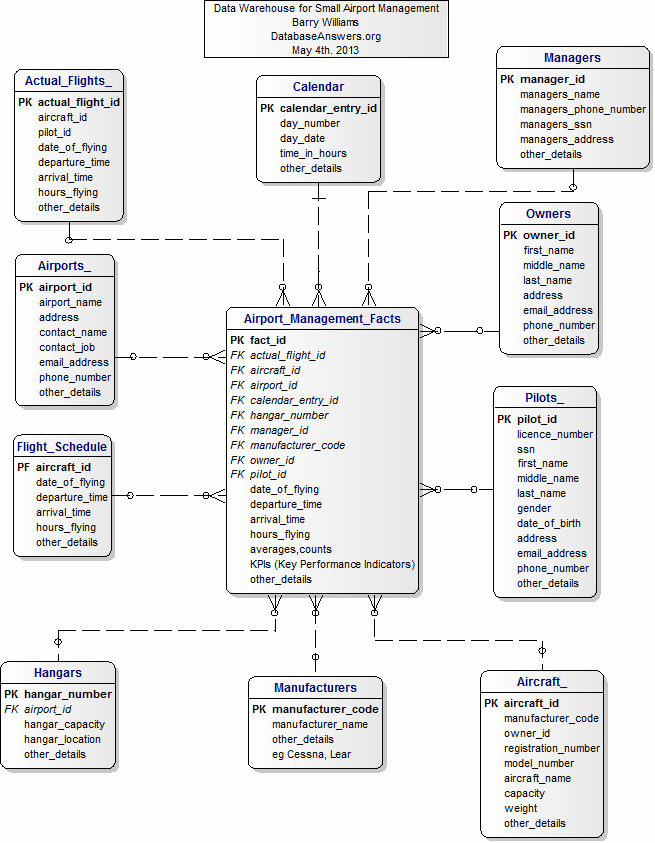 Data Warehouse for Small Airport Management
Barry Williams
DatabaseAnswers.org
May 4th. 2013
Actual_Flights_
PK actual_flight_id
aircraft_id
pilot_id
date_of_flying
departure_time
arrival_time
hours_flying
other_details
Calendar
PK calendar_entry_id
day_number
day_date
time_in_hours
other_details
Managers
PK manager_id
managers_name
managers_phone_number
managers_ssn
managers_address
other_details
Airports_
PK airport_id
airport_name
address
contact_name
contact_job
email_address
phone_number
other_details
Owners
PK owner_id
first_name
middle_name
last_name
address
email_address
phone_number
other_details
Airport_Management_Facts
PK fact_id
FK actual_flight_id
FK aircraft_id
FK airport_id
FK calendar_entry_id
FK hangar_number
FK manager_id
FK manufacturer_code
FK owner_id
FK pilot_id
date_of_flying
departure_time
arrival_time
hours_flying
averages,counts
KPIs (Key Performance Indicators)
other_details
Flight_Schedule
PF aircraft_id
date_of_flying
departure_time
arrival_time
hours_flying
other_details
Pilots_
PK pilot_id
licence_number
ssn
first_name
middle_name
last_name
gender
date_of_birth
address
email_address
phone_number
other_details
Hangars
PK hangar_number
FK airport_id
hangar_capacity
hangar_location
other_details
Manufacturers
PK manufacturer_code
manufacturer_name
other_details
eg Cessna, Lear
Aircraft_
PK aircraft_id
manufacturer_code
owner_id
registration_number
model_number
aircraft_name
capacity
weight
other_details